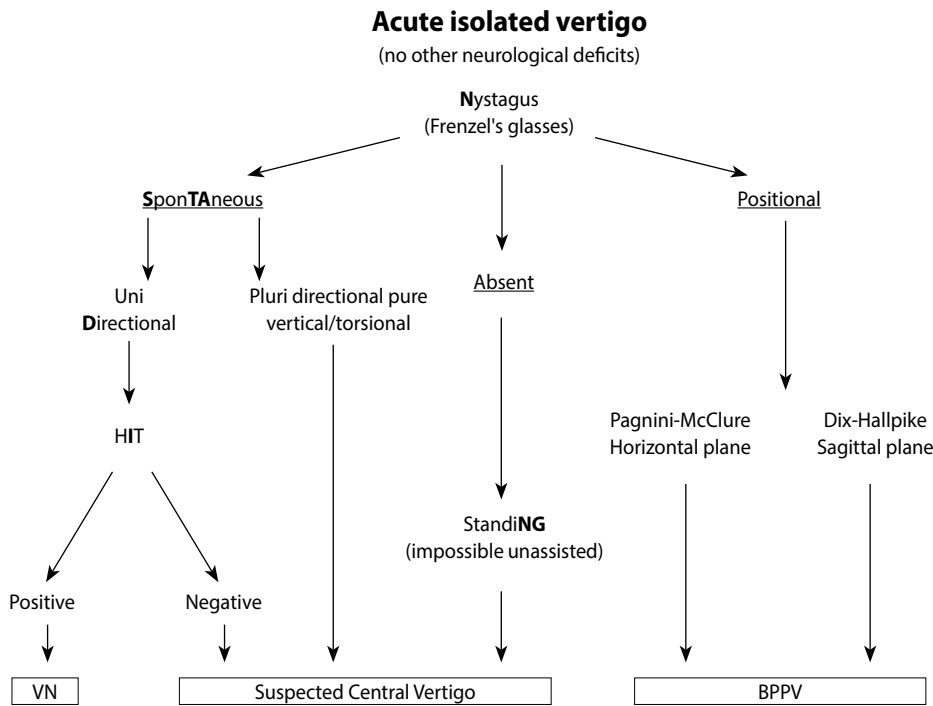 Acute isolated vertigo
(no other neurological deficits)
Nystagus
(Frenzel's glasses)
SponTAneous
Positional
Absent
Uni
Directional
Pluri directional pure
vertical/torsional
HIT
Pagnini-McClure
Horizontal plane
Dix-Hallpike
Sagittal plane
StandiNG
(impossible unassisted)
Positive
Negative
VN
Suspected Central Vertigo
BPPV